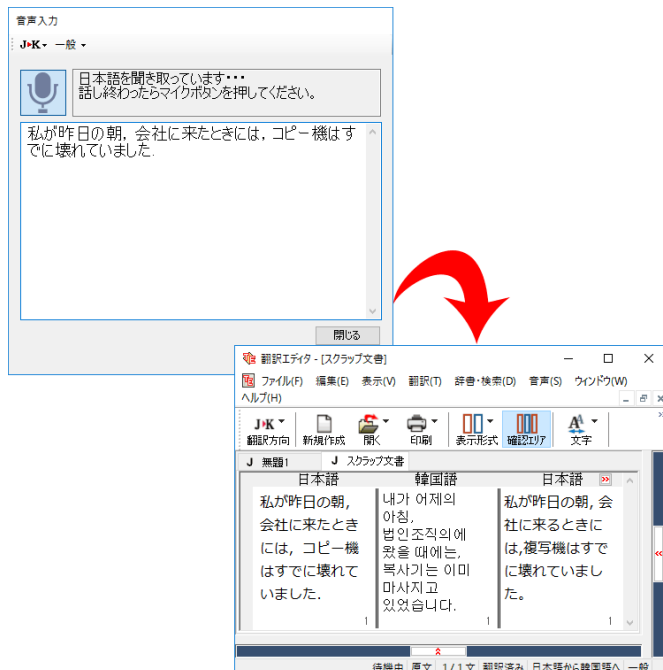 音声入力
J▶K 一般
日本語を聞き取っています・・・
話し終わったらマイクボタンを押してください。
私が昨日の朝, 会社に来たときには, コピー機はす
でに壊れていました.
閉じる
翻訳エディタ - [スクラップ文書]
ファイル(F) 編集(E) 表示(V) 翻訳(T) 辞書・検索(D) 音声(S) ウィンドウ(W)
ヘルプ(H)
J▶K
翻訳方向 新規作成 開く 印刷 表示形式 確認エリア 文字
J 無題1 J スクラップ文書
日本語 韓国語 日本語
私が昨日の朝,
会社に来たとき
には, コピー機
はすでに壊れて
いました.
1
내가 어제의
아침,
법인조직의에
왔을 때에는,
복사기는 이미
마사지고
있었습니다.
1
私が昨日の朝, 会
社に来るときに
は,複写機はすで
に壊れていまし
た。
1
待機中 原文 1/1文 翻訳済み 日本語から韓国語へ 一般